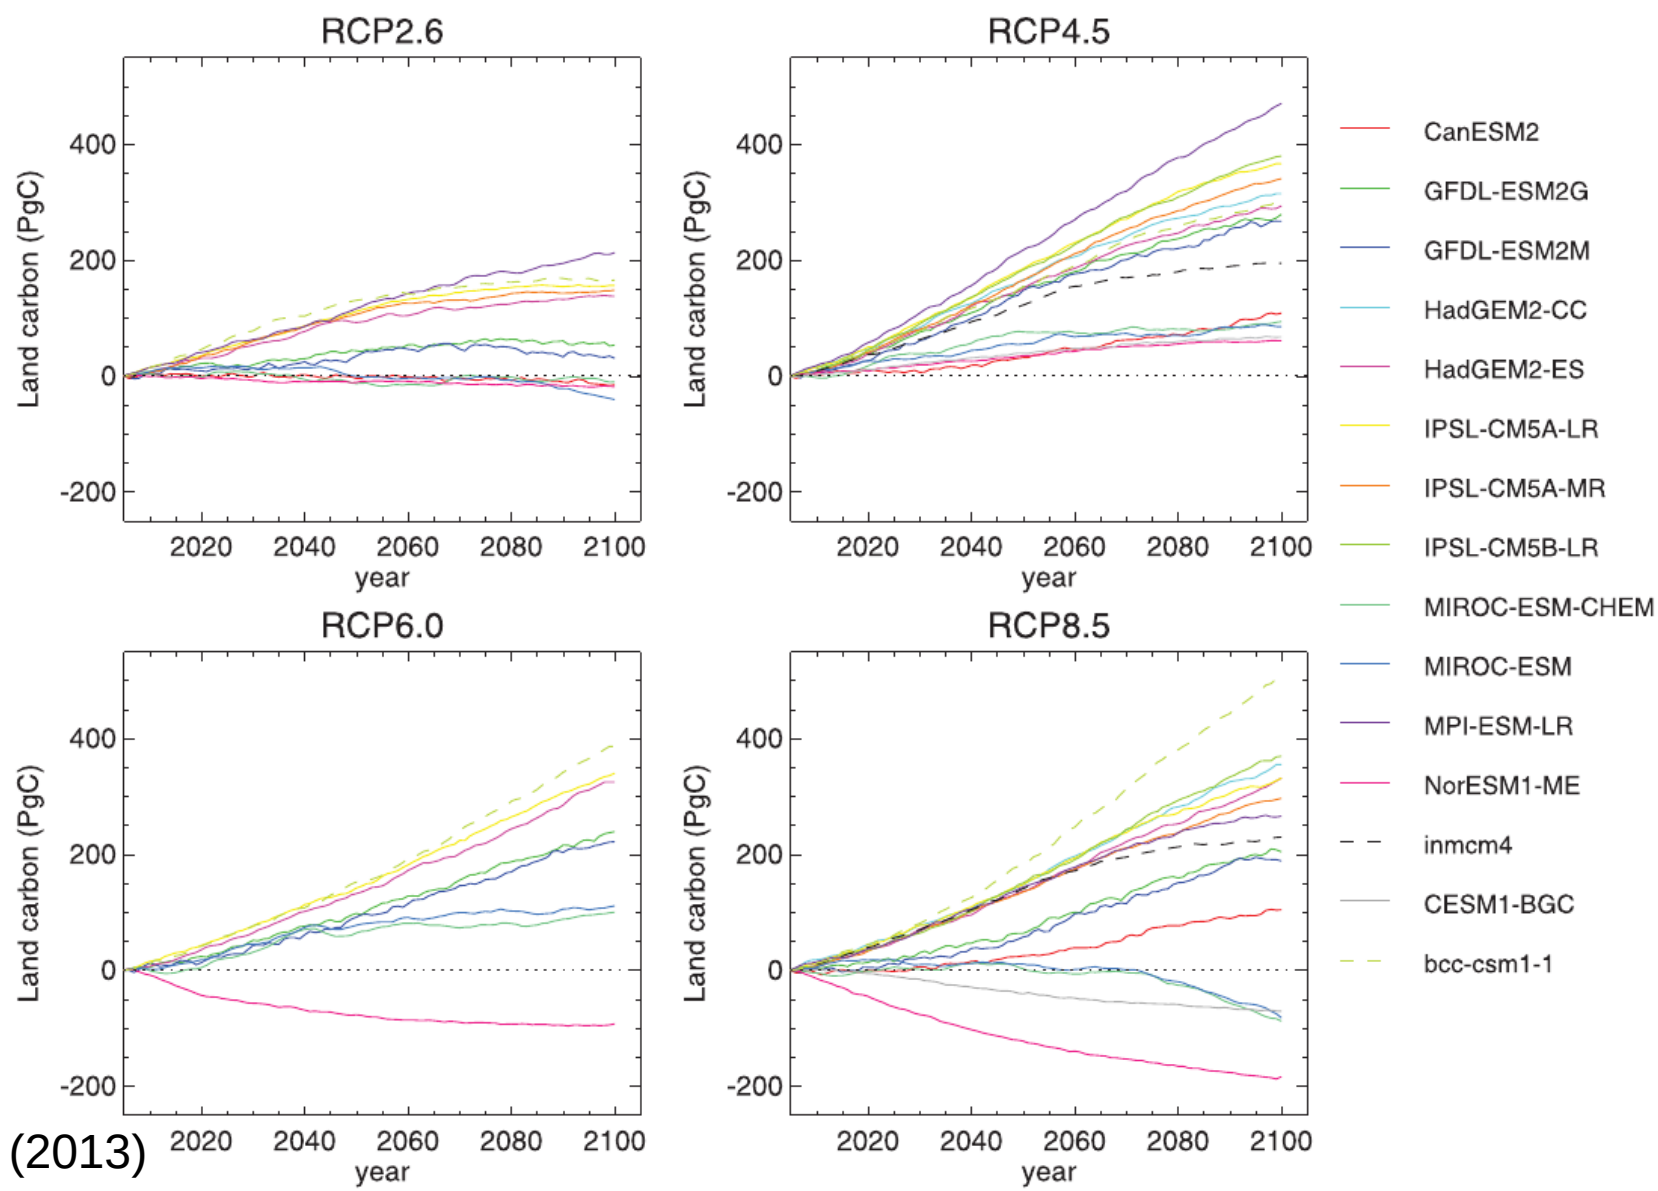 RCP2.6
Land carbon (PgC)
400
200
0
-200
2020 2040 2060 2080 2100
year
RCP4.5
Land carbon (PgC)
400
200
0
-200
2020 2040 2060 2080 2100
year
RCP6.0
Land carbon (PgC)
400
200
0
-200
2020 2040 2060 2080 2100
year
RCP8.5
Land carbon (PgC)
400
200
0
-200
2020 2040 2060 2080 2100
year
CanESM2
GFDL-ESM2G
GFDL-ESM2M
HadGEM2-CC
HadGEM2-ES
IPSL-CM5A-LR
IPSL-CM5A-MR
IPSL-CM5B-LR
MIROC-ESM-CHEM
MIROC-ESM
MPI-ESM-LR
NorESM1-ME
inmcm4
CESM1-BGC
bcc-csm1-1
(2013)